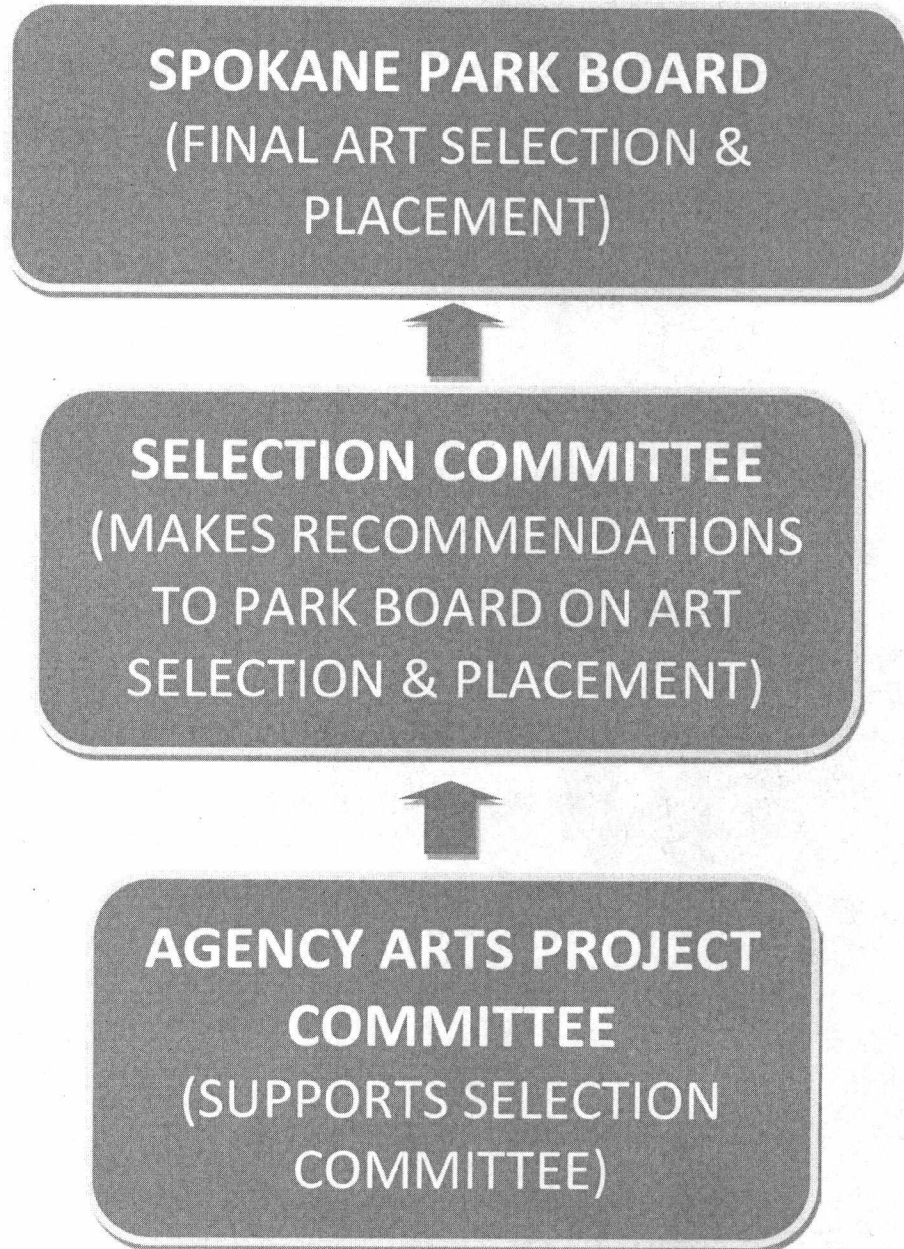 SPOKANE PARK BOARD
(FINAL ART SELECTION &
PLACEMENT)
SELECTION COMMITTEE
(MAKES RECOMMENDATIONS
TO PARK BOARD ON ART
SELECTION & PLACEMENT)
AGENCY ARTS PROJECT
COMMITTEE
(SUPPORTS SELECTION
COMMITTEE)